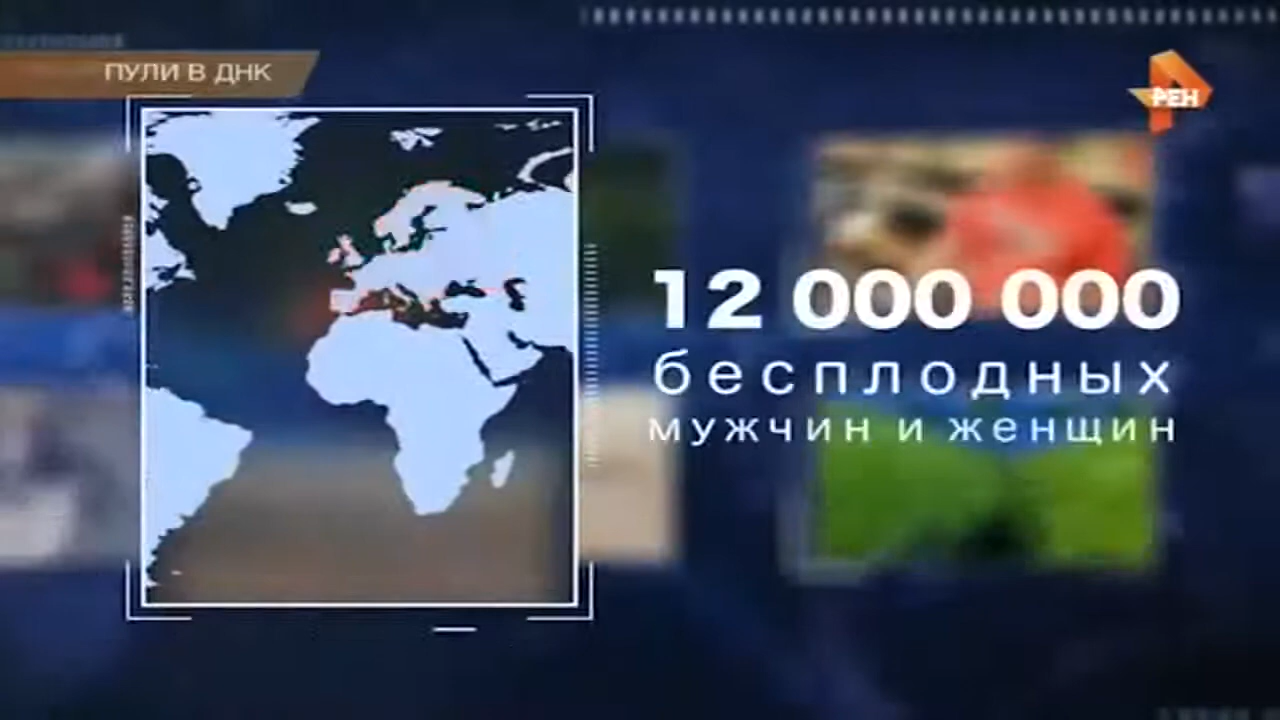 ПУЛИ В ДНК
РЕН
12 000 000
бесплодных
мужчин и женщин